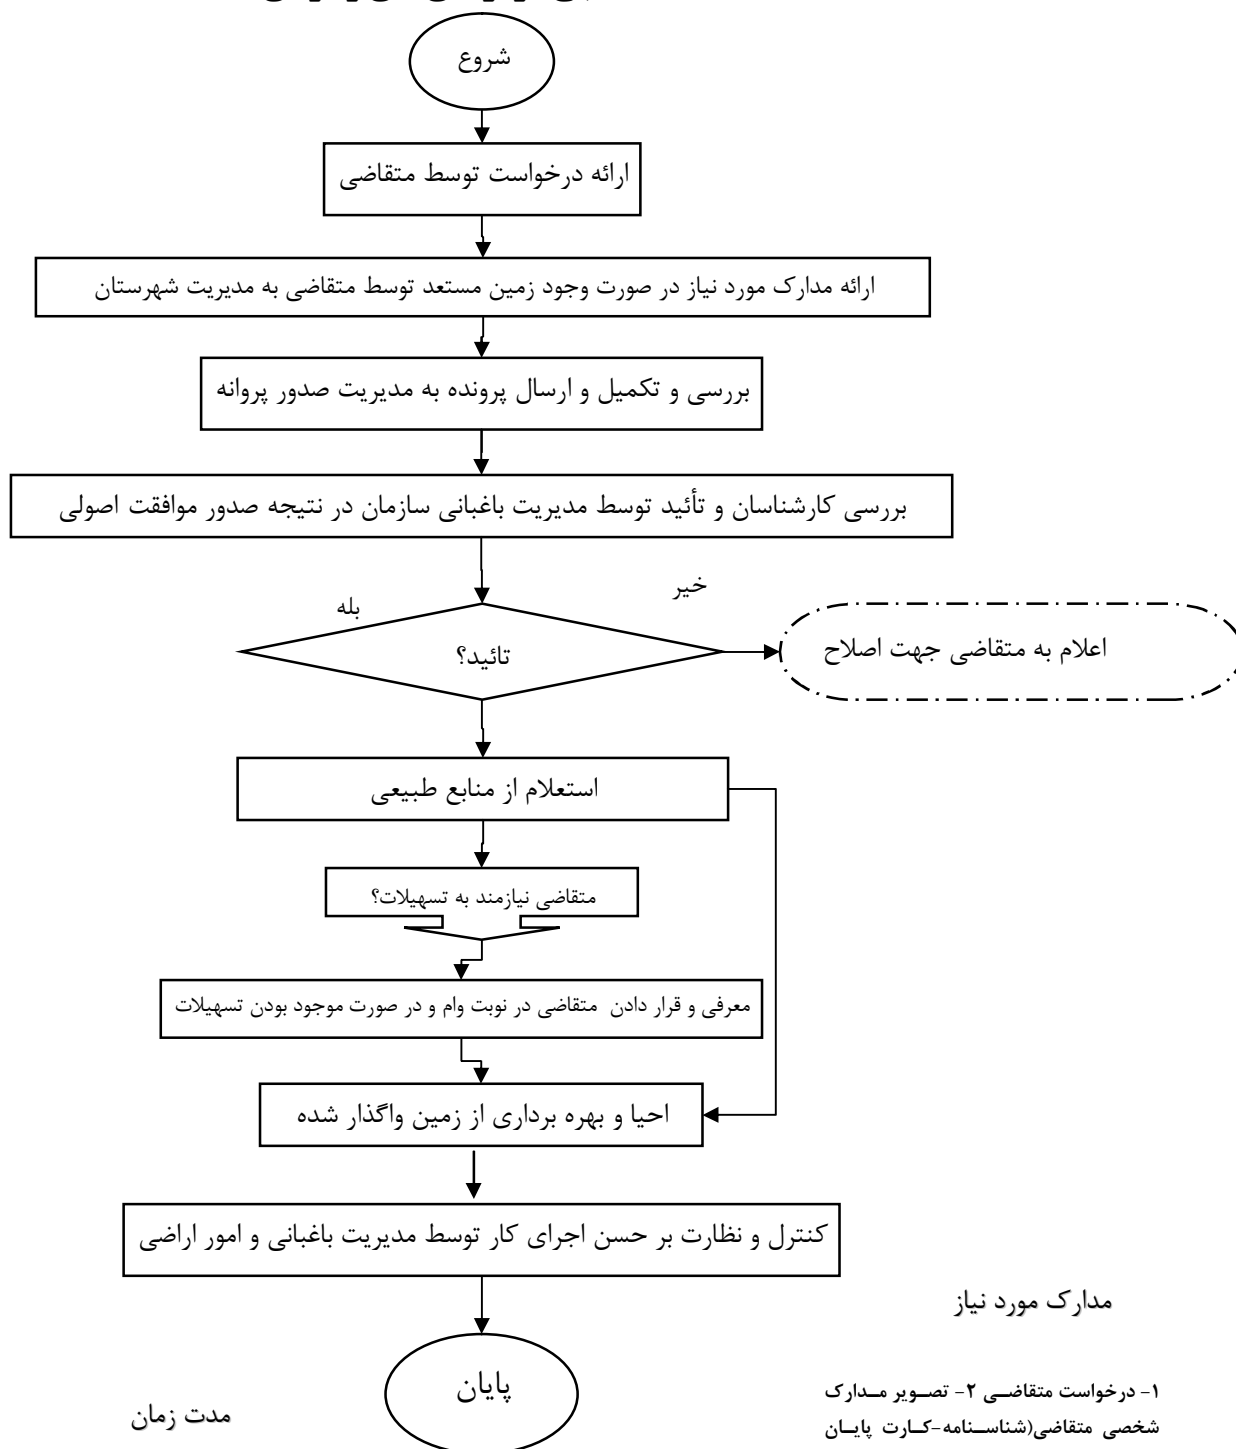 شروع
ارائه درخواست توسط متقاضی
ارائه مدارک مورد نیاز در صورت وجود زمین مستعد توسط متقاضی به مدیریت شهرستان
بررسی و تکمیل و ارسال پرونده به مدیریت صدور پروانه
بررسی کارشناسان و تأئید توسط مدیریت باغبانی سازمان در نتیجه صدور موافقت اصولی
خیر
بله
تائید؟
اعلام به متقاضی جهت اصلاح
استعلام از منابع طبیعی
متقاضی نیازمند به تسهیلات؟
معرفی و قرار دادن متقاضی در نوبت وام و در صورت موجود بودن تسهیلات
احیا و بهره برداری از زمین واگذار شده
کنترل و نظارت بر حسن اجرای کار توسط مدیریت باغبانی و امور اراضی
مدارک مورد نیاز
پایان
۱- درخواست متقاضی ۲- تصویر مدارک
شخصی متقاضی(شناسنامه-کارت پایان
مدت زمان